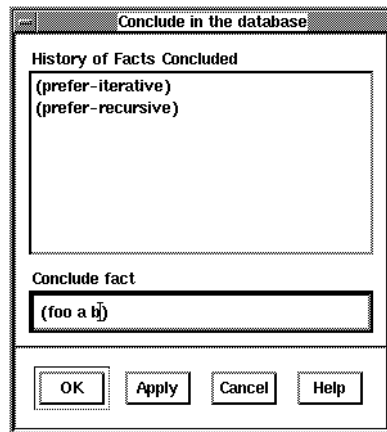 Conclude in the database
History of Facts Concluded
(prefer-iterative)
(prefer-recursive)
Conclude fact
(foo a b)
OK Apply Cancel Help